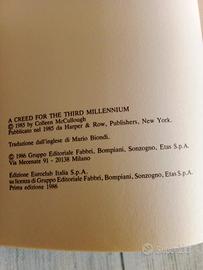 A CREED FOR THE THIRD MILLENNIUM
© 1985 by Colleen McCullough
Pubblicato nel 1985 da Harper & Row, Publishers, New York.
Traduzione dall'inglese di Mario Biondi.
© 1986 Gruppo Editoriale Fabbri, Bompiani, Sonzogno, Etas S.p.A.
Via Mecenate 91 - 20138 Milano
Edizione Euroclub Italia S.p.A.
su licenza di Gruppo Editoriale Fabbri, Bompiani, Sonzogno, Etas S.p.A.
Prima edizione 1986
subito